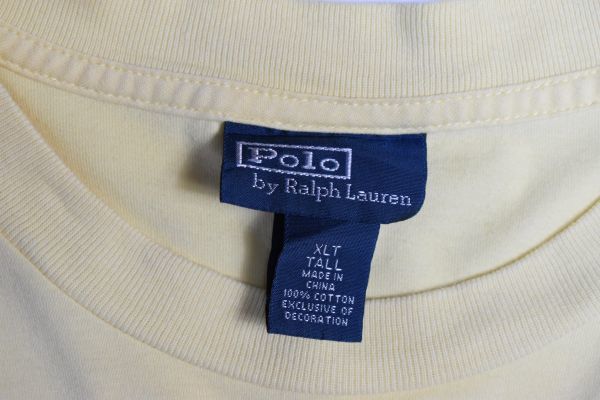 Polo
by Ralph Lauren
XLT
TALL
MADE IN
CHINA
100% COTTON
EXCLUSIVE OF
DECORATION